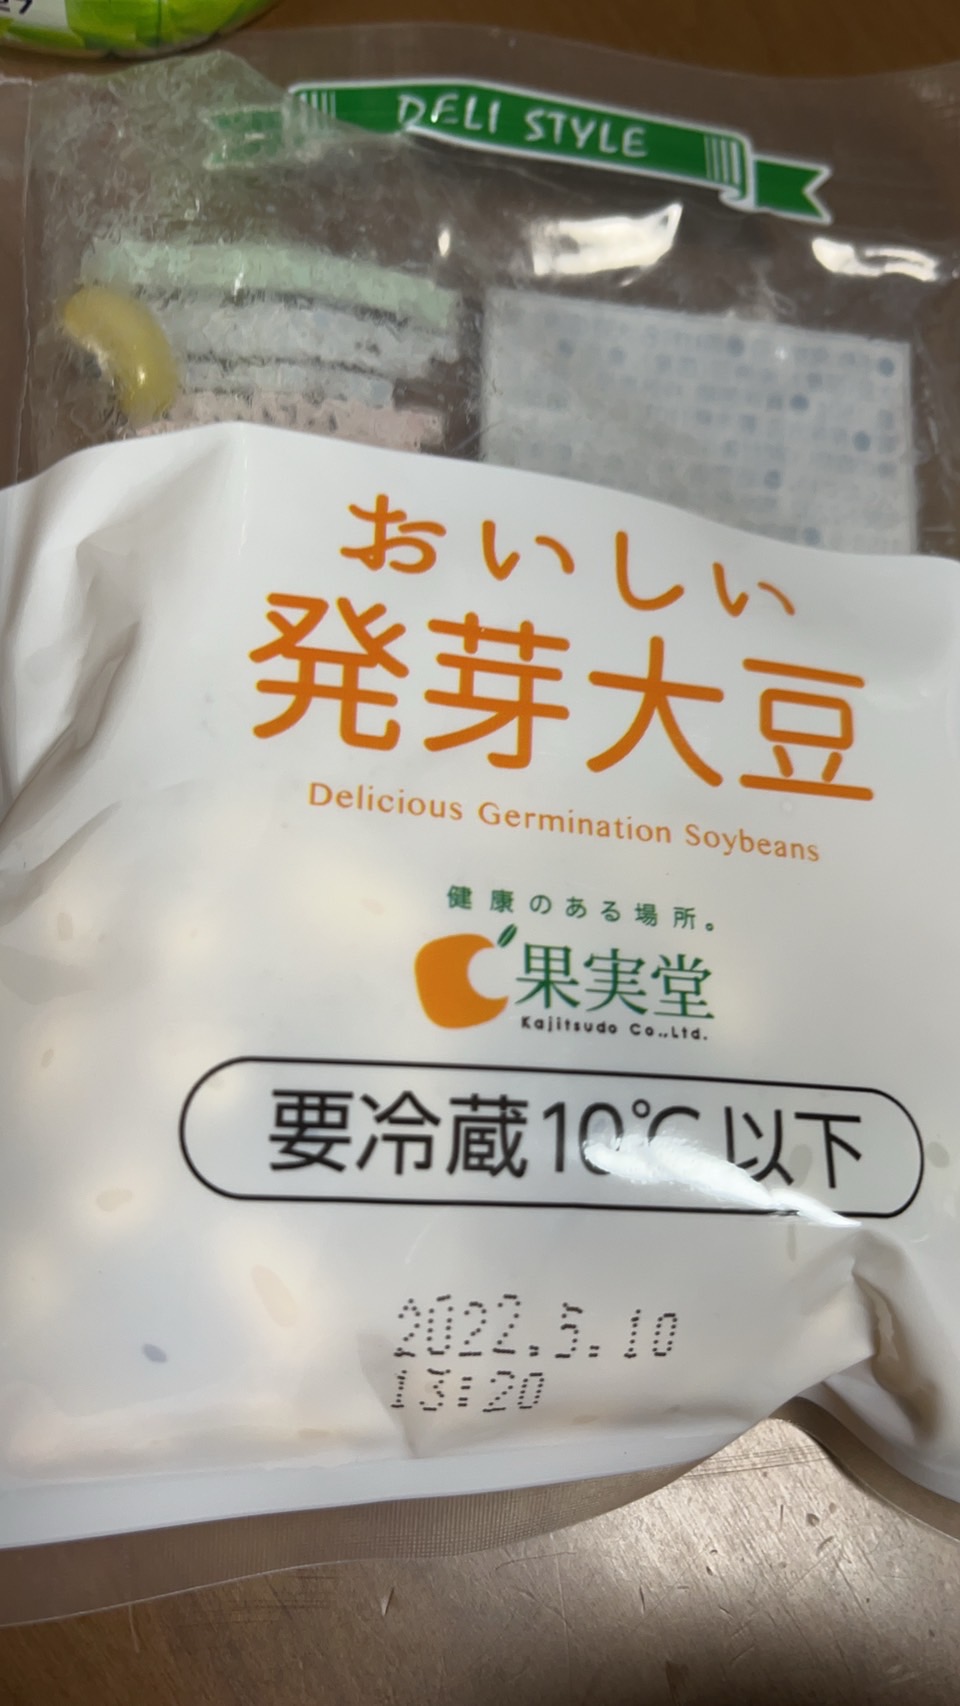 DELI STYLE
おいしい
発芽大豆
Delicious Germination Soybeans
健康のある場所。
果実堂
Kajitsudo Co.,Ltd.
要冷蔵10℃以下
2022.3.10
13:20